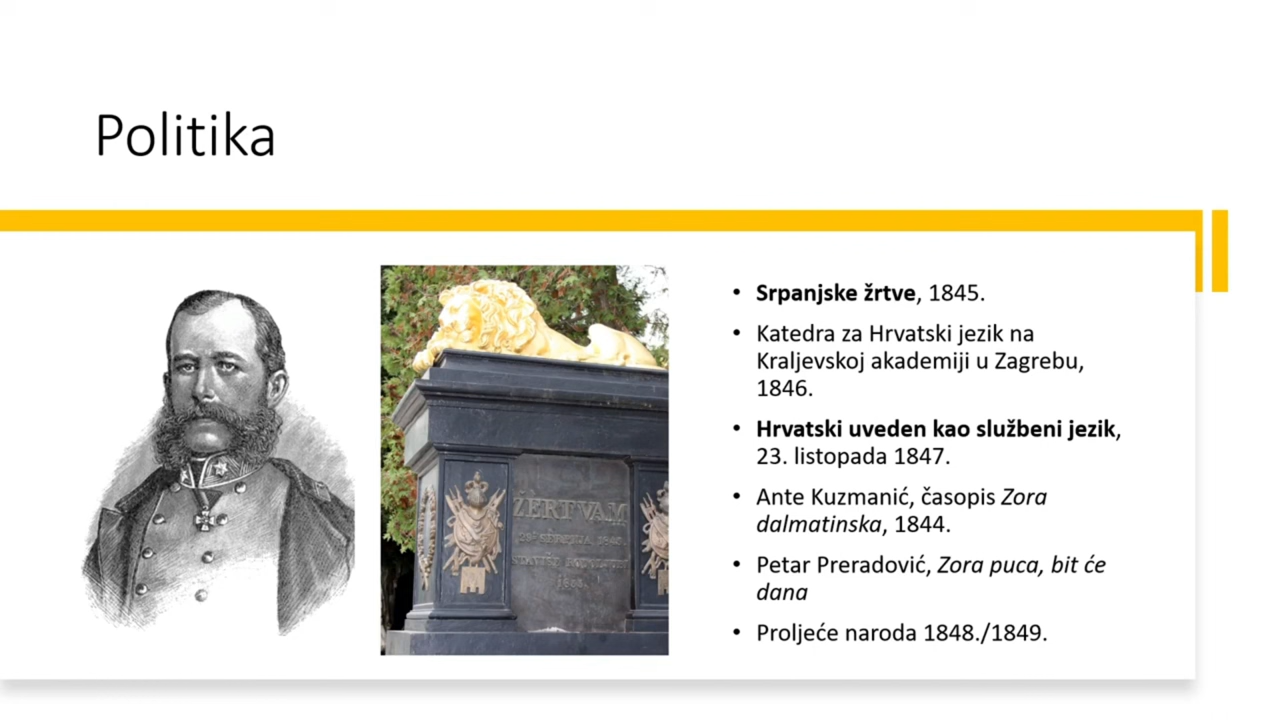 Politika
• Srpanjske žrtve, 1845.
• Katedra za Hrvatski jezik na
Kraljevskoj akademiji u Zagrebu,
1846.
• Hrvatski uveden kao službeni jezik,
23. listopada 1847.
• Ante Kuzmanić, časopis Zora
dalmatinska, 1844.
• Petar Preradović, Zora puca, bit će
dana
• Proljeće naroda 1848./1849.
ŽERTVAM